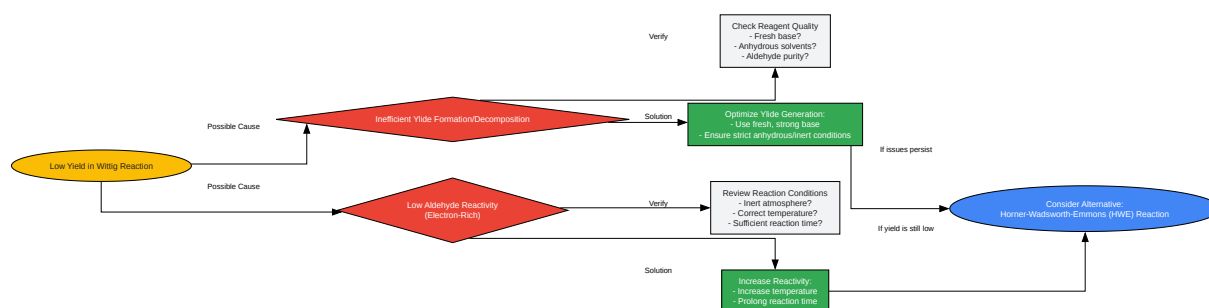 Check Reagent Quality
- Fresh base?
- Anhydrous solvents?
- Aldehyde purity?
Verify
Inefficient Ylide Formation/Decomposition
Solution
Optimize Ylide Generation:
- Use fresh, strong base
- Ensure strict anhydrous/inert conditions
Possible Cause
If issues persist
Low Yield in Wittig Reaction
Possible Cause
Low Aldehyde Reactivity
(Electron-Rich)
Verify
Review Reaction Conditions
- Inert atmosphere?
- Correct temperature?
- Sufficient reaction time?
Consider Alternative:
Horner-Wadsworth-Emmons (HWE) Reaction
If yield is still low
Solution
Increase Reactivity:
- Increase temperature
- Prolong reaction time